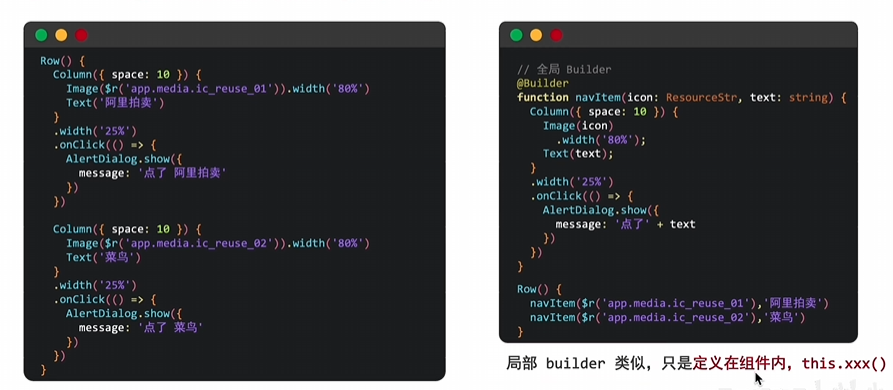 Row() {
  Column({ space: 10 }) {
    Image($r('app.media.ic_reuse_01')).width('80%')
    Text('阿里拍卖')
  }
  .width('25%')
  .onClick(() => {
    AlertDialog.show({
      message: '点了 阿里拍卖'
    })
  })

  Column({ space: 10 }) {
    Image($r('app.media.ic_reuse_02')).width('80%')
    Text('菜鸟')
  }
  .width('25%')
  .onClick(() => {
    AlertDialog.show({
      message: '点了 菜鸟'
    })
  })
}
// 全局 Builder
@Builder
function navItem(icon: ResourceStr, text: string) {
  Column({ space: 10 }) {
    Image(icon)
      .width('80%');
    Text(text);
  }
  .width('25%')
  .onClick(() => {
    AlertDialog.show({
      message: '点了' + text
    })
  })
}

Row() {
  navItem($r('app.media.ic_reuse_01'),'阿里拍卖')
  navItem($r('app.media.ic_reuse_02'),'菜鸟')
}
局部 builder 类似，只是定义在组件内，this.xxx()